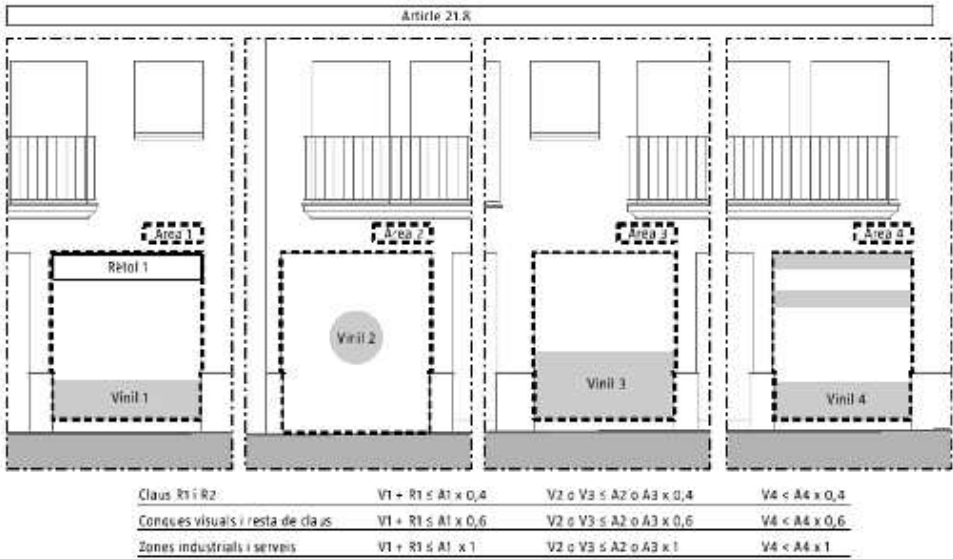 Article 21.8
Àrea 1
Àrea 2
Àrea 3
Àrea 4
Rètol 1
Vinil 2
Vinil 1
Vinil 3
Vinil 4
Claus R1 i R2 V1 + R1 ≤ A1 x 0,4 V2 o V3 ≤ A2 o A3 x 0,4 V4 < A4 x 0,4
Conques visuals i resta de claus V1 + R1 ≤ A1 x 0,6 V2 o V3 ≤ A2 o A3 x 0,6 V4 < A4 x 0,6
Zones industrials i serveis V1 + R1 ≤ A1 x 1 V2 o V3 ≤ A2 o A3 x 1 V4 < A4 x 1